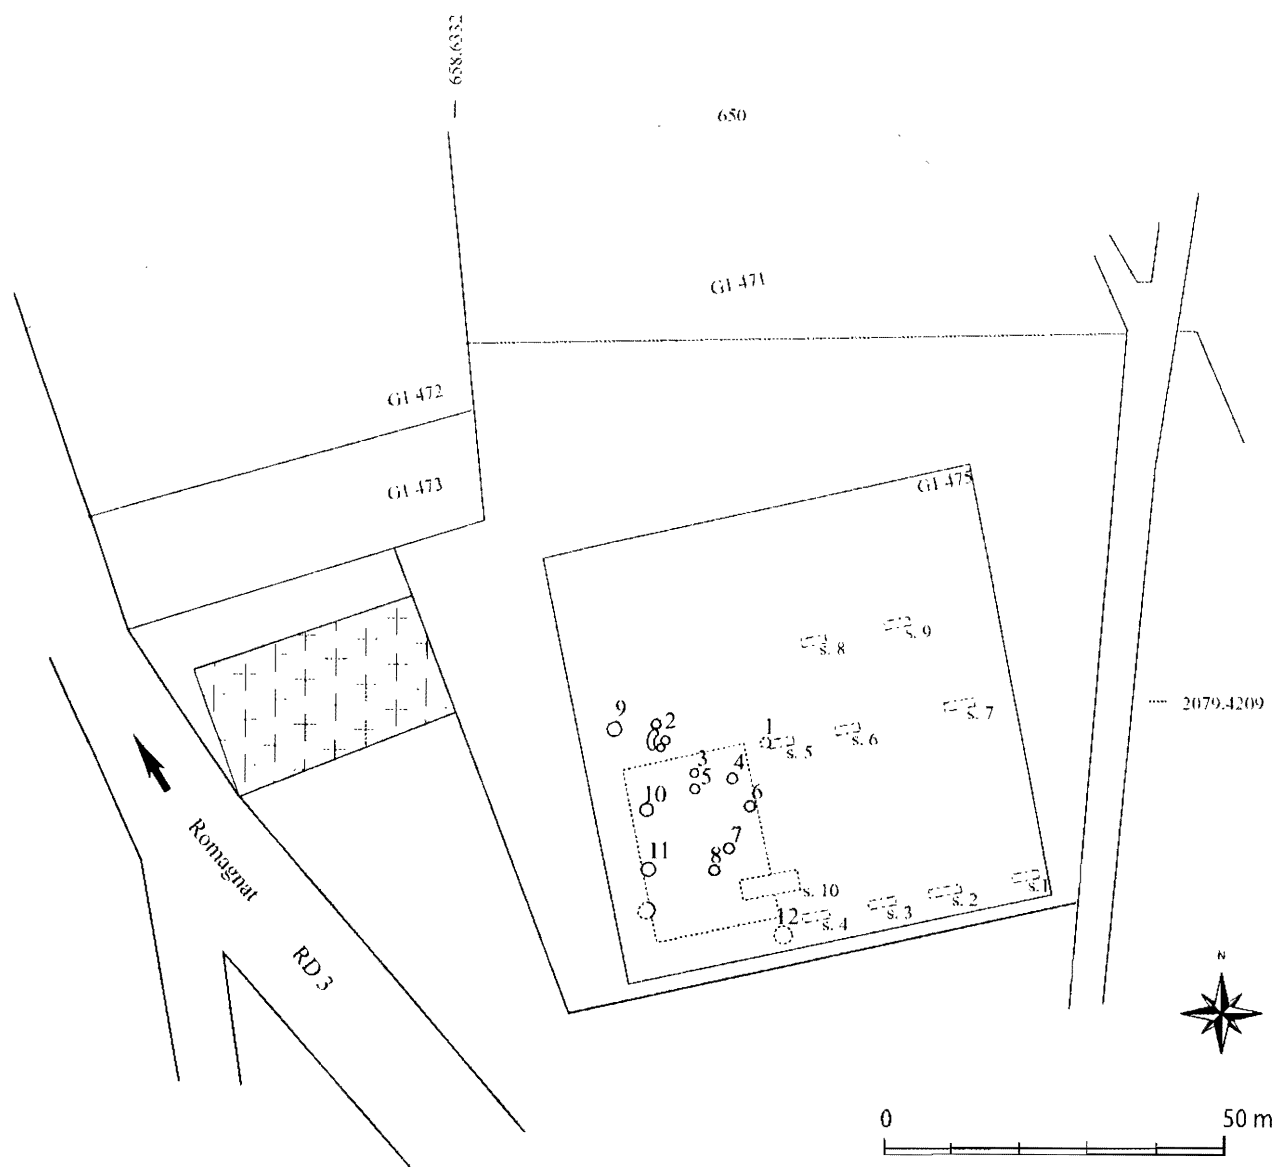 658.6332
650
GI 471
GI 472
GI 473
GI 475
s. 9
s. 8
2079.4209
s. 7
9
2
1
s. 6
s. 5
3
4
5
10
6
7
11
8
s. 10
s. 1
s. 2
s. 3
12
s. 4
Romagnat
RD 3
N
0
50 m